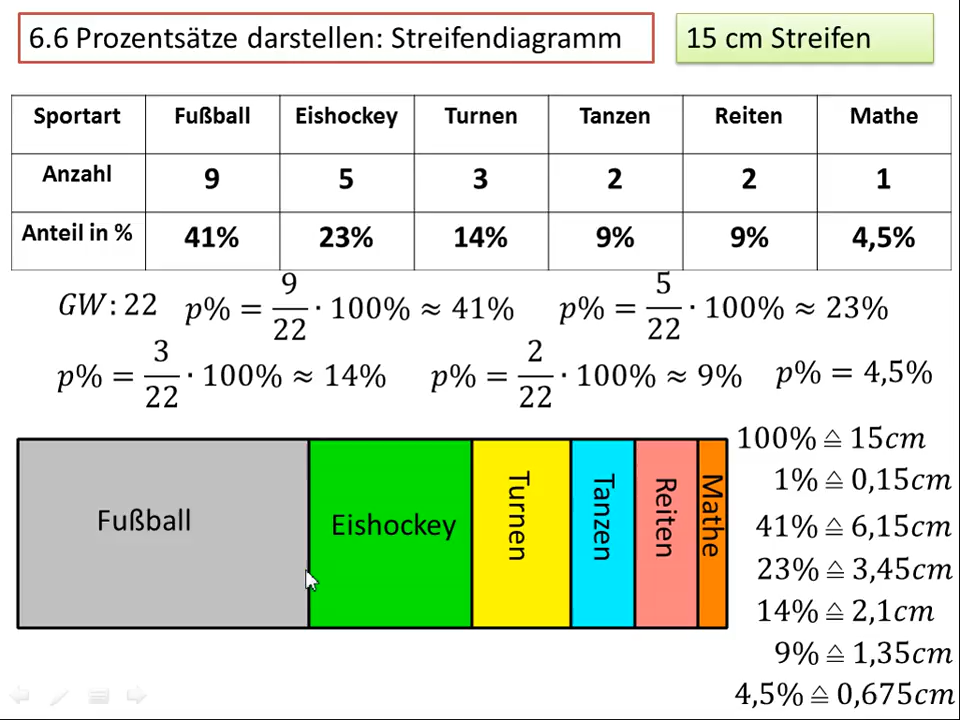 6.6 Prozentsätze darstellen: Streifendiagramm
15 cm Streifen
Sportart Fußball Eishockey Turnen Tanzen Reiten Mathe
Anzahl 9 5 3 2 2 1
Anteil in % 41% 23% 14% 9% 9% 4,5%
GW: 22 p% = 9/22 · 100% ≈ 41% p% = 5/22 · 100% ≈ 23%
p% = 3/22 · 100% ≈ 14% p% = 2/22 · 100% ≈ 9% p% = 4,5%
Fußball Eishockey Turnen Tanzen Reiten Mathe
100% ≙ 15cm
1% ≙ 0,15cm
41% ≙ 6,15cm
23% ≙ 3,45cm
14% ≙ 2,1cm
9% ≙ 1,35cm
4,5% ≙ 0,675cm